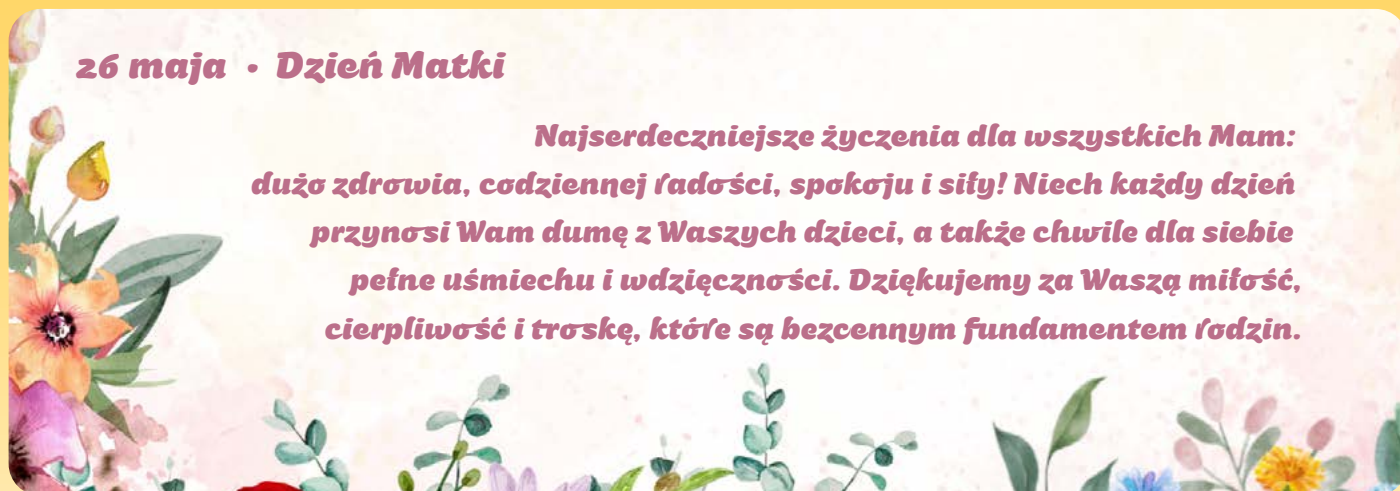 26 maja • Dzień Matki
Najserdeczniejsze życzenia dla wszystkich Mam:
dużo zdrowia, codziennej radości, spokoju i siły! Niech każdy dzień
przynosi Wam dumę z Waszych dzieci, a także chwile dla siebie
pełne uśmiechu i wdzięczności. Dziękujemy za Waszą miłość,
cierpliwość i troskę, które są bezcennym fundamentem rodzin.